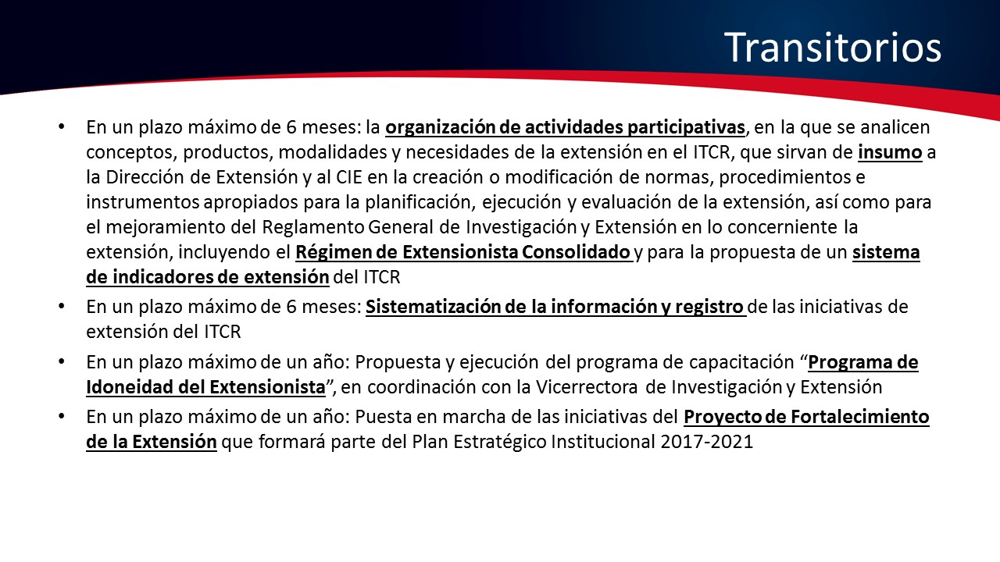 Transitorios
• En un plazo máximo de 6 meses: la organización de actividades participativas, en la que se analicen
conceptos, productos, modalidades y necesidades de la extensión en el ITCR, que sirvan de insumo a
la Dirección de Extensión y al CIE en la creación o modificación de normas, procedimientos e
instrumentos apropiados para la planificación, ejecución y evaluación de la extensión, así como para
el mejoramiento del Reglamento General de Investigación y Extensión en lo concerniente la
extensión, incluyendo el Régimen de Extensionista Consolidado y para la propuesta de un sistema
de indicadores de extensión del ITCR
• En un plazo máximo de 6 meses: Sistematización de la información y registro de las iniciativas de
extensión del ITCR
• En un plazo máximo de un año: Propuesta y ejecución del programa de capacitación “Programa de
Idoneidad del Extensionista”, en coordinación con la Vicerrectora de Investigación y Extensión
• En un plazo máximo de un año: Puesta en marcha de las iniciativas del Proyecto de Fortalecimiento
de la Extensión que formará parte del Plan Estratégico Institucional 2017-2021